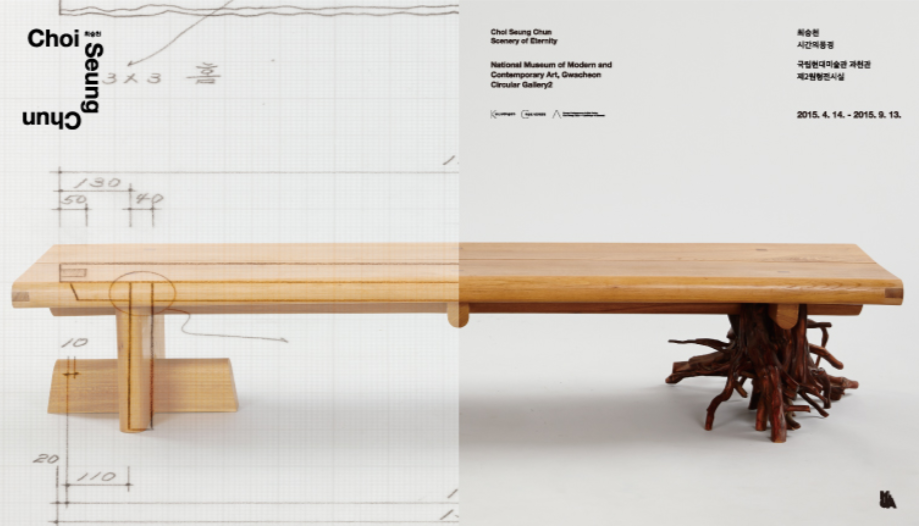 Choi
최승천
Seung
Chun
3 × 3 홈
130
50
40
10
20
110
Choi Seung Chun
Scenery of Eternity
National Museum of Modern and
Contemporary Art, Gwacheon
Circular Gallery2
최승천
시간의풍경
국립현대미술관 과천관
제2원형전시실
2015. 4. 14. - 2015. 9. 13.